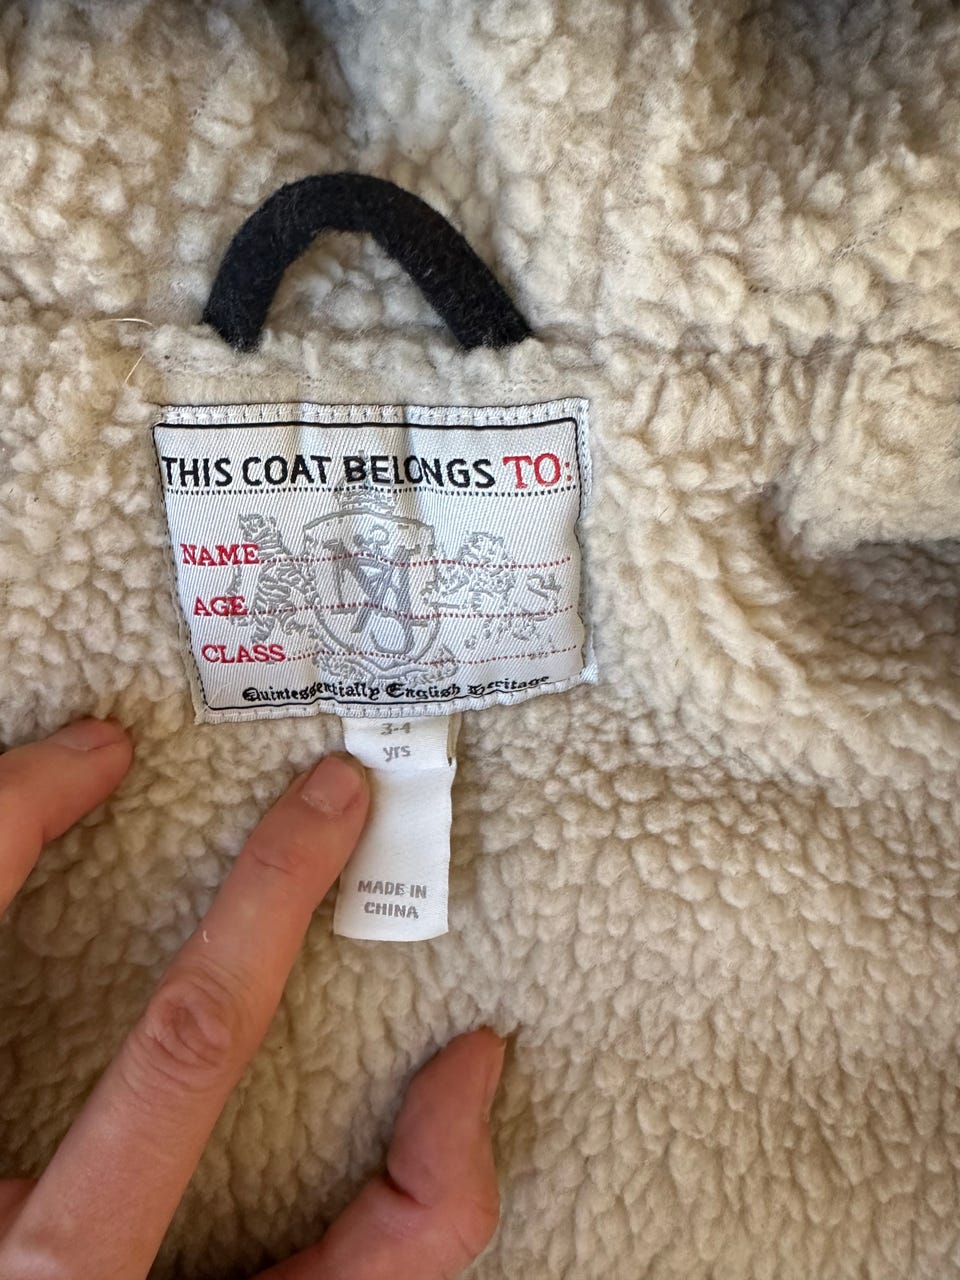 THIS COAT BELONGS TO:
NAME
AGE
CLASS
Quintessentially English Heritage
3-4
yrs
MADE IN
CHINA